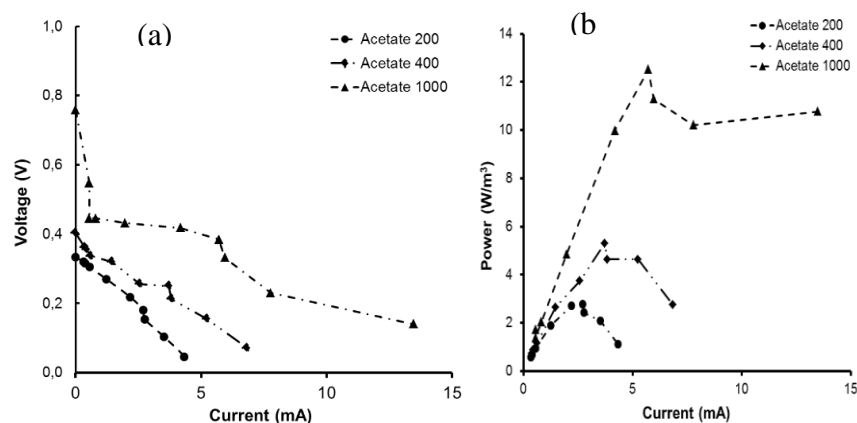 (a)
Acetate 200
Acetate 400
Acetate 1000
1,0
0,8
0,6
0,4
0,2
0,0
Voltage (V)
0
5
10
15
Current (mA)
(b)
Acetate 200
Acetate 400
Acetate 1000
14
12
10
8
6
4
2
0
Power (W/m³)
0
5
10
15
Current (mA)